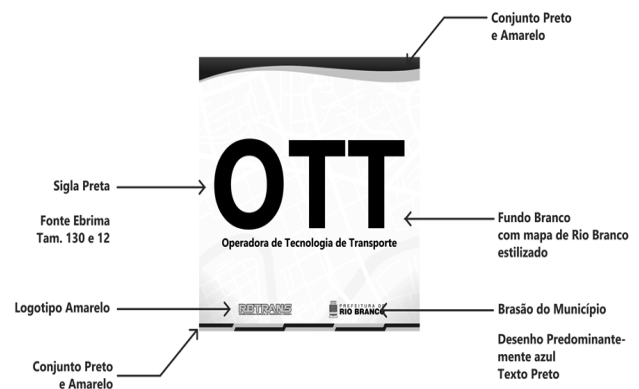 Conjunto Preto
e Amarelo
OTT
Operadora de Tecnologia de Transporte
Sigla Preta
Fonte Ebrima
Tam. 130 e 12
Fundo Branco
com mapa de Rio Branco
estilizado
Logotipo Amarelo
RBTRANS
PREFEITURA DE
RIO BRANCO
Brasão do Município
Desenho Predominante-
mente azul
Texto Preto
Conjunto Preto
e Amarelo